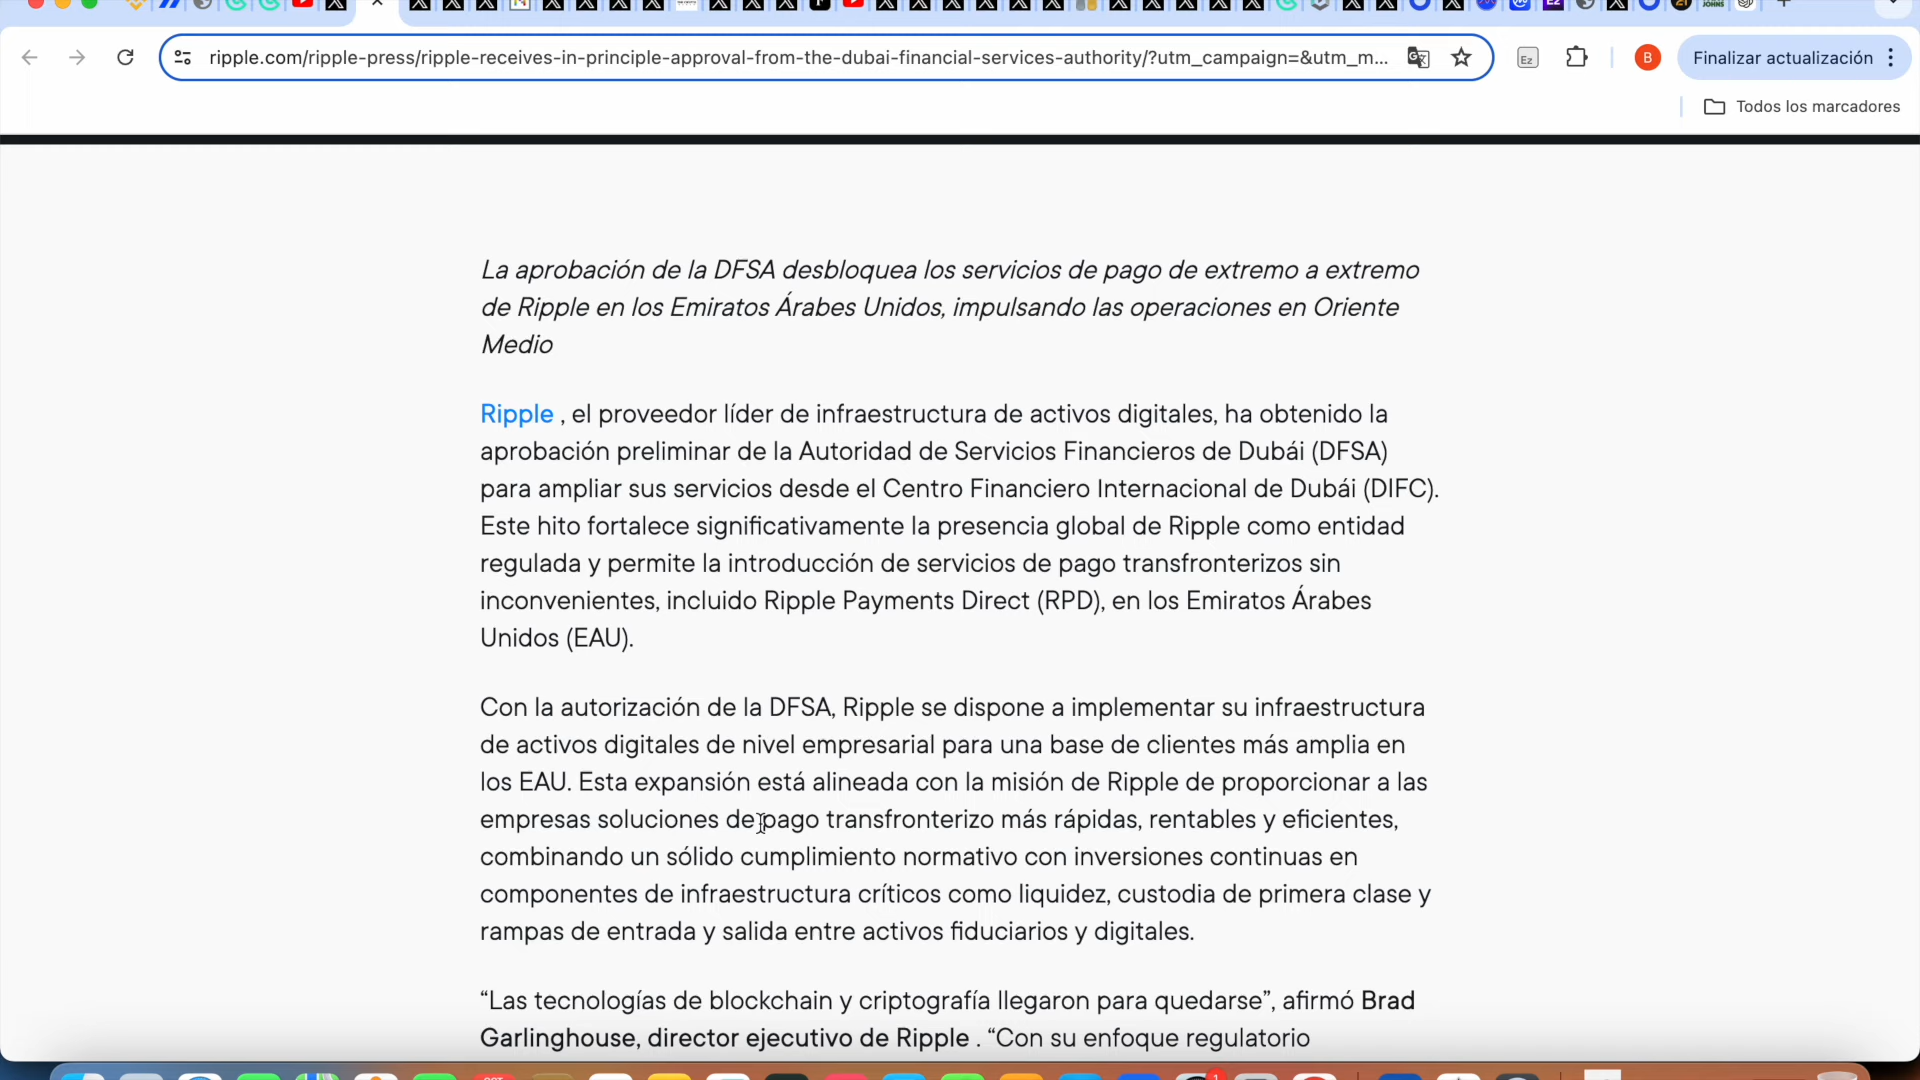 ripple.com/ripple-press/ripple-receives-in-principle-approval-from-the-dubai-financial-services-authority/?utm_campaign=&utm_m...
Ez
B
Finalizar actualización
Todos los marcadores
La aprobación de la DFSA desbloquea los servicios de pago de extremo a extremo
de Ripple en los Emiratos Árabes Unidos, impulsando las operaciones en Oriente
Medio
Ripple , el proveedor líder de infraestructura de activos digitales, ha obtenido la
aprobación preliminar de la Autoridad de Servicios Financieros de Dubái (DFSA)
para ampliar sus servicios desde el Centro Financiero Internacional de Dubái (DIFC).
Este hito fortalece significativamente la presencia global de Ripple como entidad
regulada y permite la introducción de servicios de pago transfronterizos sin
inconvenientes, incluido Ripple Payments Direct (RPD), en los Emiratos Árabes
Unidos (EAU).
Con la autorización de la DFSA, Ripple se dispone a implementar su infraestructura
de activos digitales de nivel empresarial para una base de clientes más amplia en
los EAU. Esta expansión está alineada con la misión de Ripple de proporcionar a las
empresas soluciones de pago transfronterizo más rápidas, rentables y eficientes,
combinando un sólido cumplimiento normativo con inversiones continuas en
componentes de infraestructura críticos como liquidez, custodia de primera clase y
rampas de entrada y salida entre activos fiduciarios y digitales.
“Las tecnologías de blockchain y criptografía llegaron para quedarse”, afirmó Brad
Garlinghouse, director ejecutivo de Ripple . “Con su enfoque regulatorio